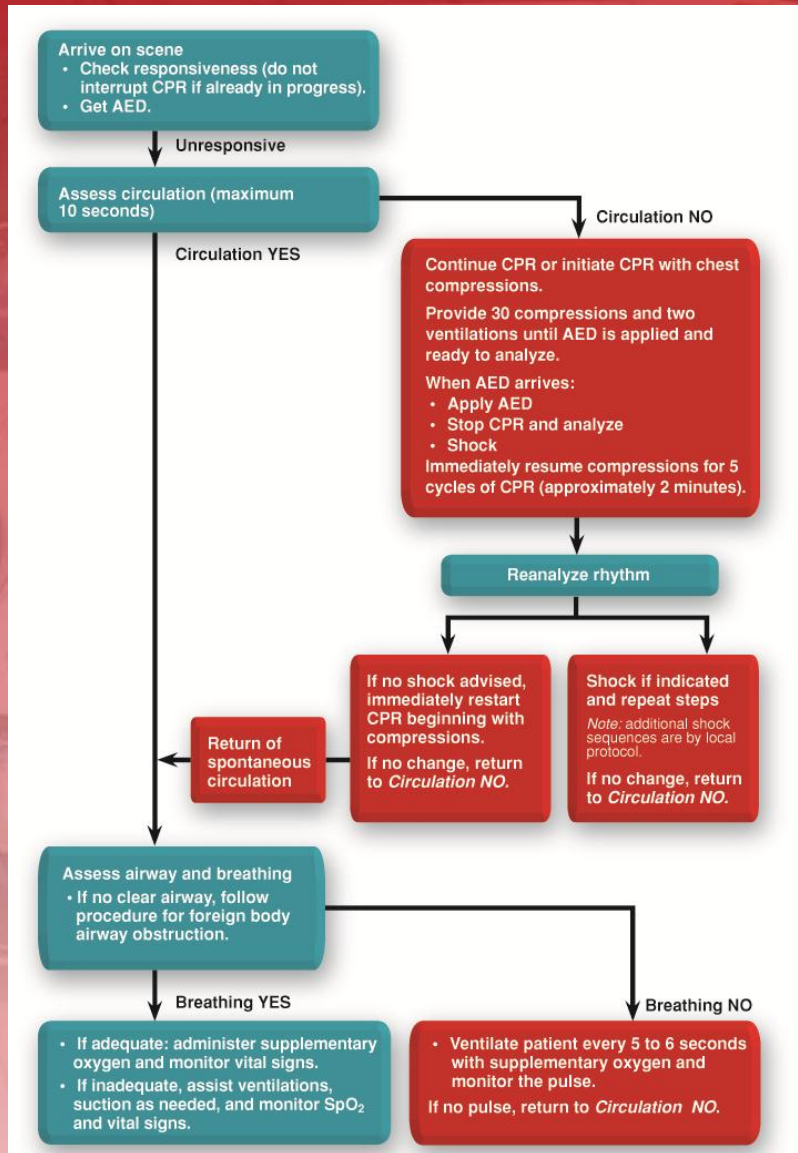 Arrive on scene
• Check responsiveness (do not
interrupt CPR if already in progress).
• Get AED.
Unresponsive
Assess circulation (maximum
10 seconds)
Circulation NO
Circulation YES
Continue CPR or initiate CPR with chest
compressions.
Provide 30 compressions and two
ventilations until AED is applied and
ready to analyze.
When AED arrives:
• Apply AED
• Stop CPR and analyze
• Shock
Immediately resume compressions for 5
cycles of CPR (approximately 2 minutes).
Reanalyze rhythm
If no shock advised,
immediately restart
CPR beginning with
compressions.
If no change, return
to Circulation NO.
Shock if indicated
and repeat steps
Note: additional shock
sequences are by local
protocol.
If no change, return
to Circulation NO.
Return of
spontaneous
circulation
Assess airway and breathing
• If no clear airway, follow
procedure for foreign body
airway obstruction.
Breathing YES
Breathing NO
• If adequate: administer supplementary
oxygen and monitor vital signs.
• If inadequate, assist ventilations,
suction as needed, and monitor SpO₂
and vital signs.
• Ventilate patient every 5 to 6 seconds
with supplementary oxygen and
monitor the pulse.
If no pulse, return to Circulation NO.